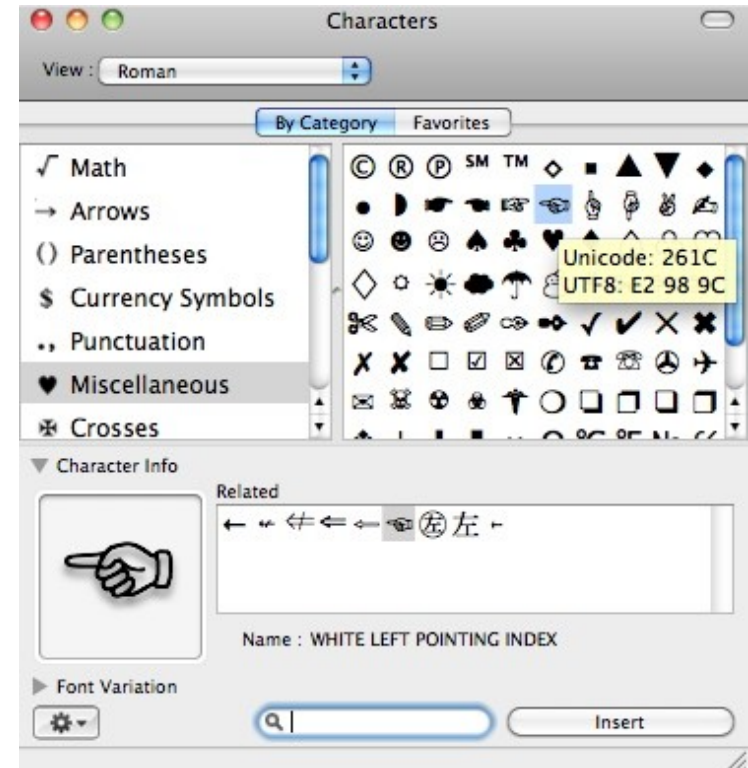 Characters
View : Roman
By Category Favorites
√ Math
→ Arrows
() Parentheses
$ Currency Symbols
., Punctuation
♥ Miscellaneous
✠ Crosses
© ® ℗ ℠ ™
Unicode: 261C
UTF8: E2 98 9C
℃ ℉ №
Character Info
Related
㊧ 左
Name : WHITE LEFT POINTING INDEX
Font Variation
Insert